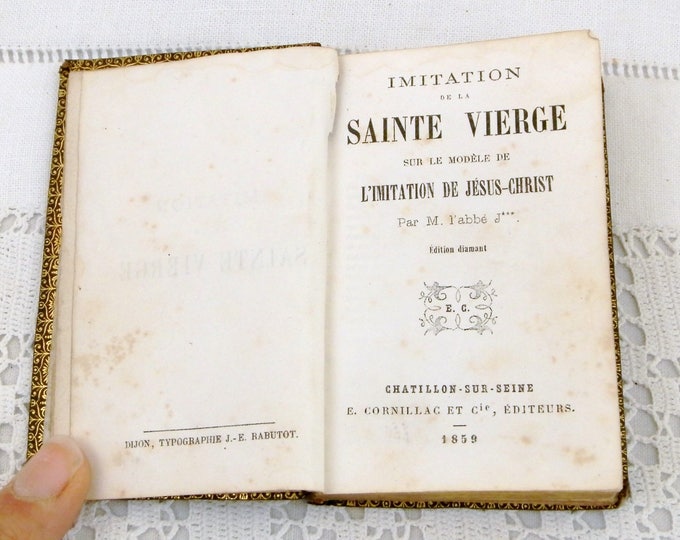 DIJON, TYPOGRAPHIE J.-E. RABUTOT.
IMITATION
DE LA
SAINTE VIERGE
SUR LE MODÈLE DE
L'IMITATION DE JÉSUS-CHRIST
Par M. l'abbé J***.
Édition diamant
E. C.
CHATILLON-SUR-SEINE
E. CORNILLAC ET Cie, ÉDITEURS.
1859